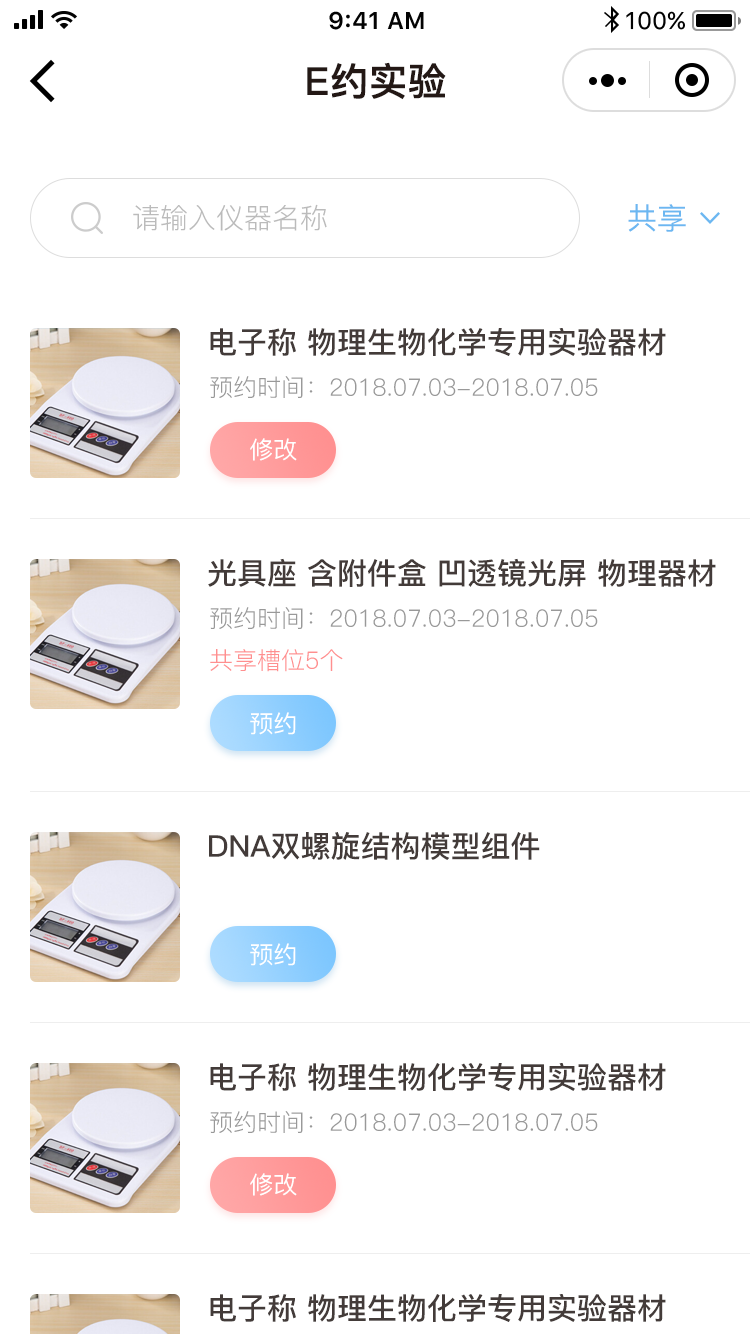 9:41 AM
100%
E约实验
请输入仪器名称
共享
电子称 物理生物化学专用实验器材
预约时间：2018.07.03-2018.07.05
修改
光具座 含附件盒 凹透镜光屏 物理器材
预约时间：2018.07.03-2018.07.05
共享槽位5个
预约
DNA双螺旋结构模型组件
预约
电子称 物理生物化学专用实验器材
预约时间：2018.07.03-2018.07.05
修改
电子称 物理生物化学专用实验器材